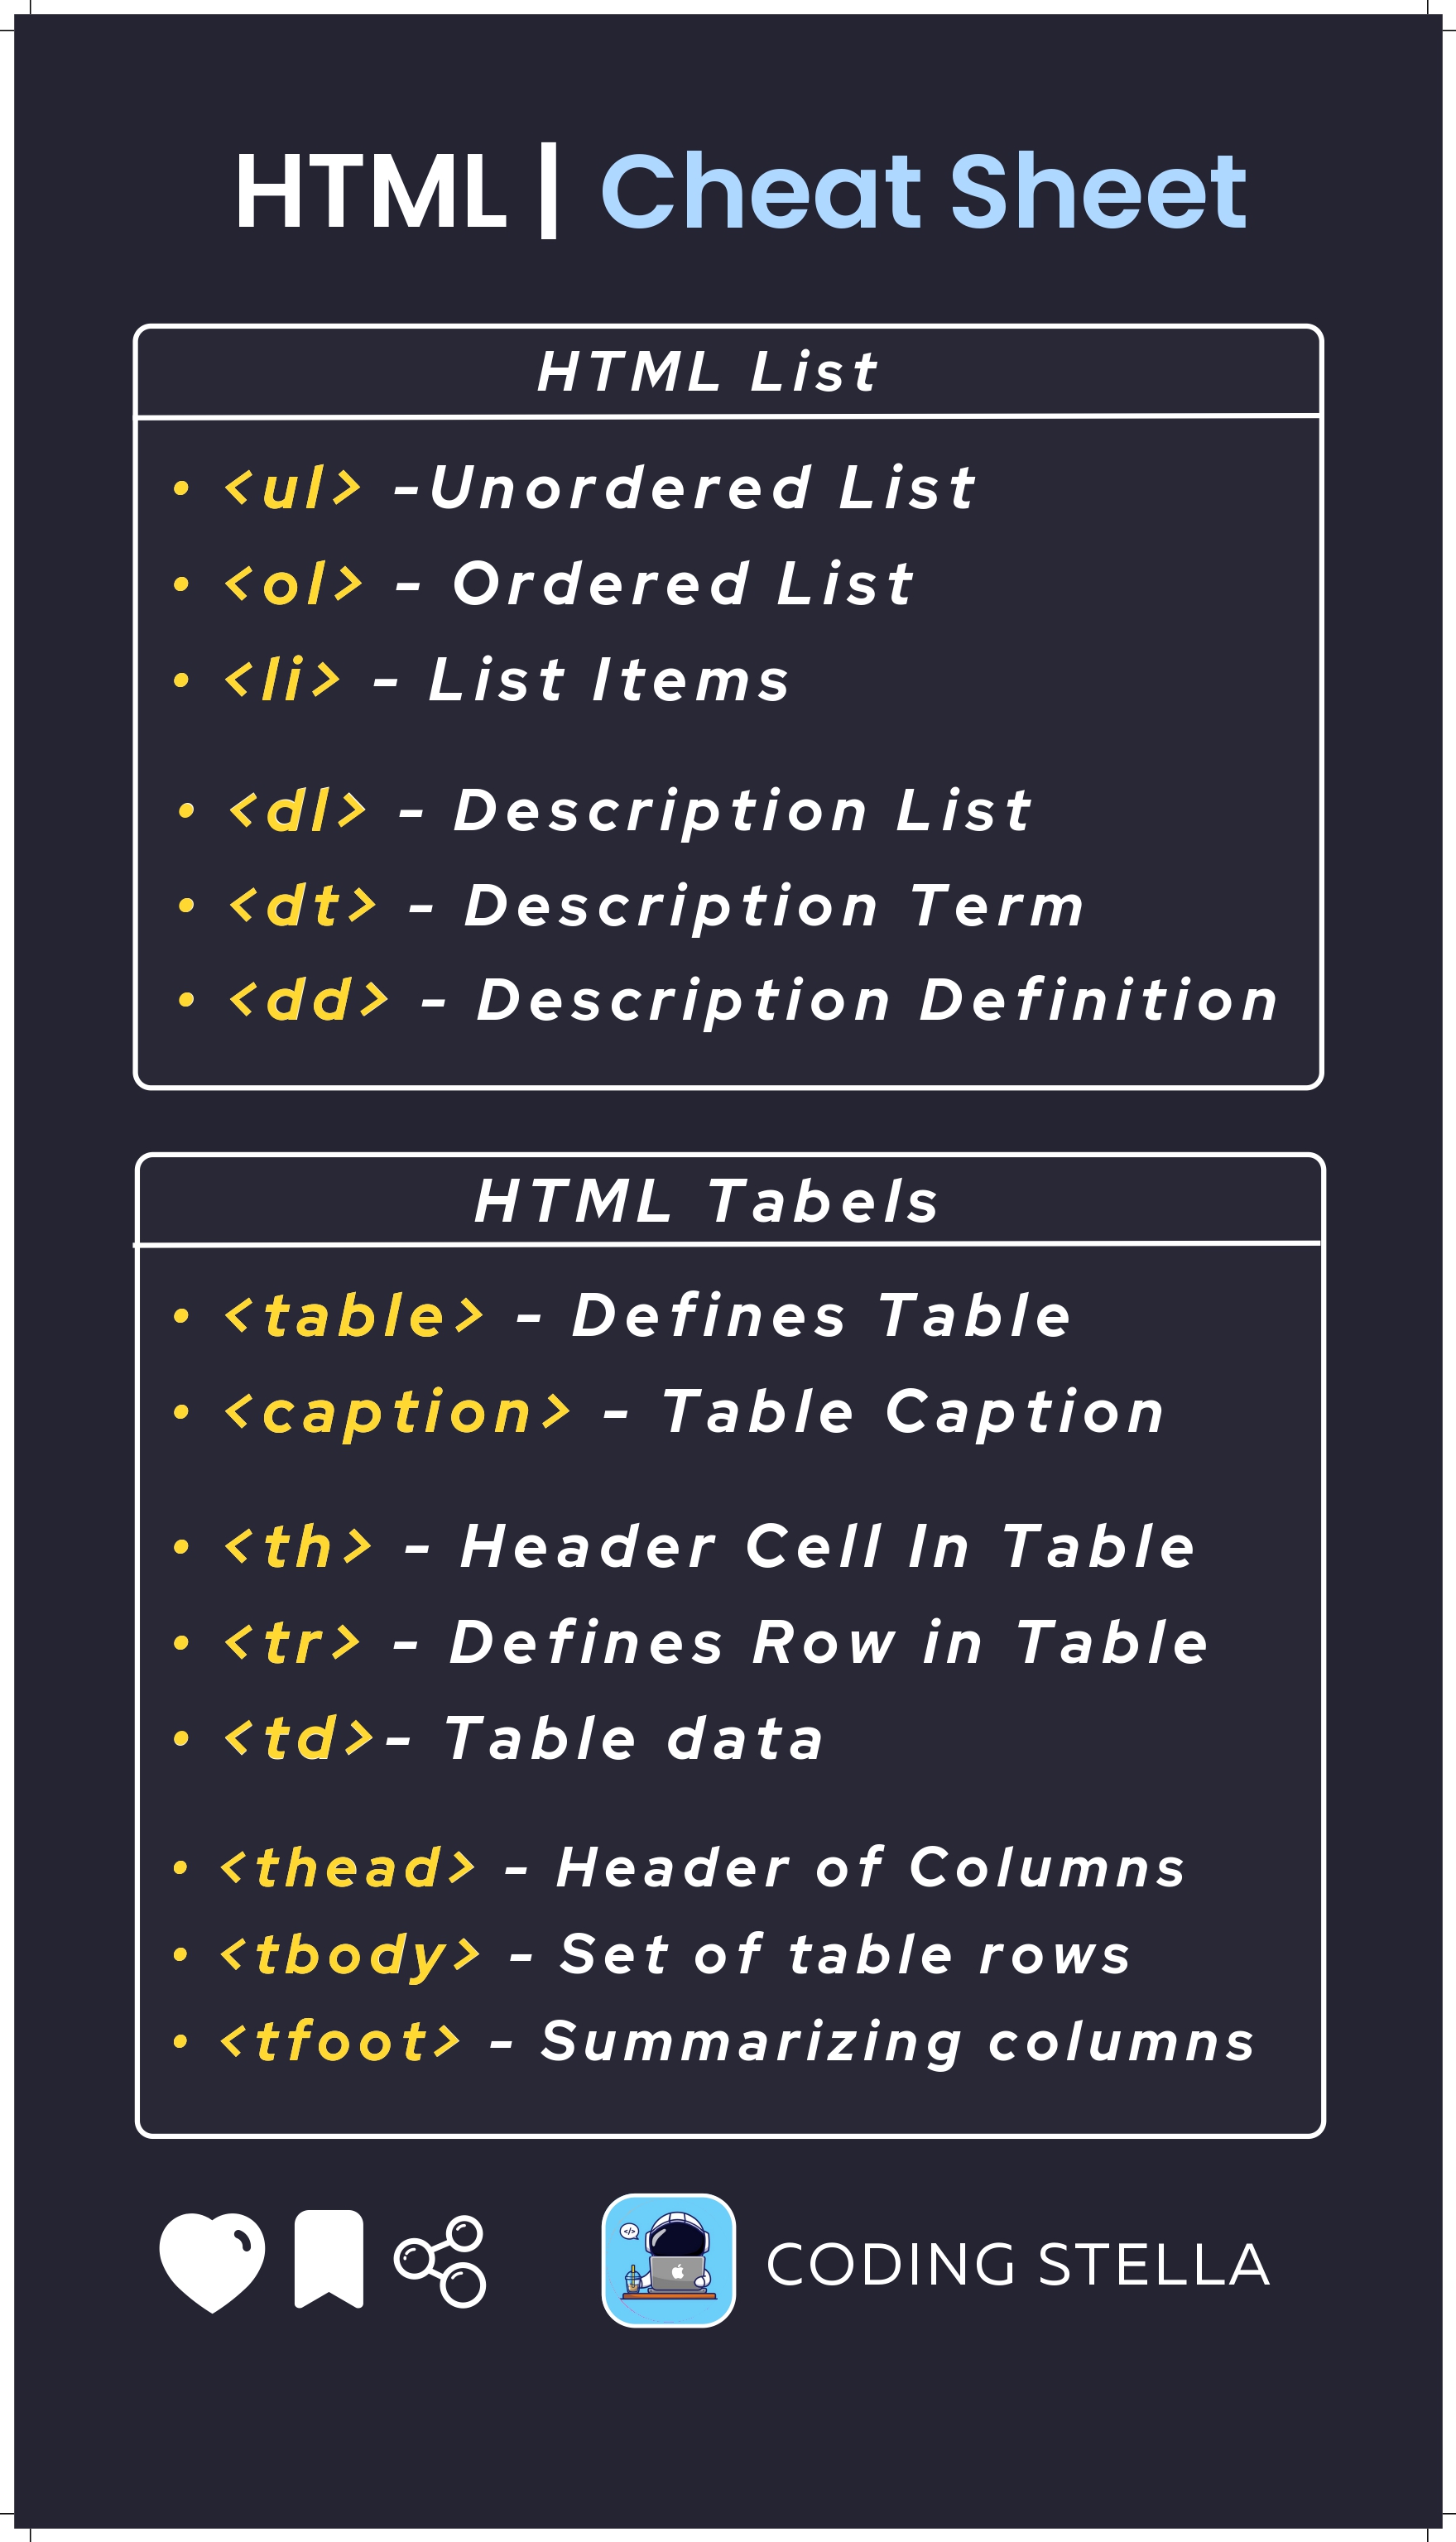 HTML | Cheat Sheet
HTML List
• <ul> -Unordered List
• <ol> - Ordered List
• <li> - List Items
• <dl> - Description List
• <dt> - Description Term
• <dd> - Description Definition
HTML Tabels
• <table> - Defines Table
• <caption> - Table Caption
• <th> - Header Cell In Table
• <tr> - Defines Row in Table
• <td>- Table data
• <thead> - Header of Columns
• <tbody> - Set of table rows
• <tfoot> - Summarizing columns
</>
CODING STELLA